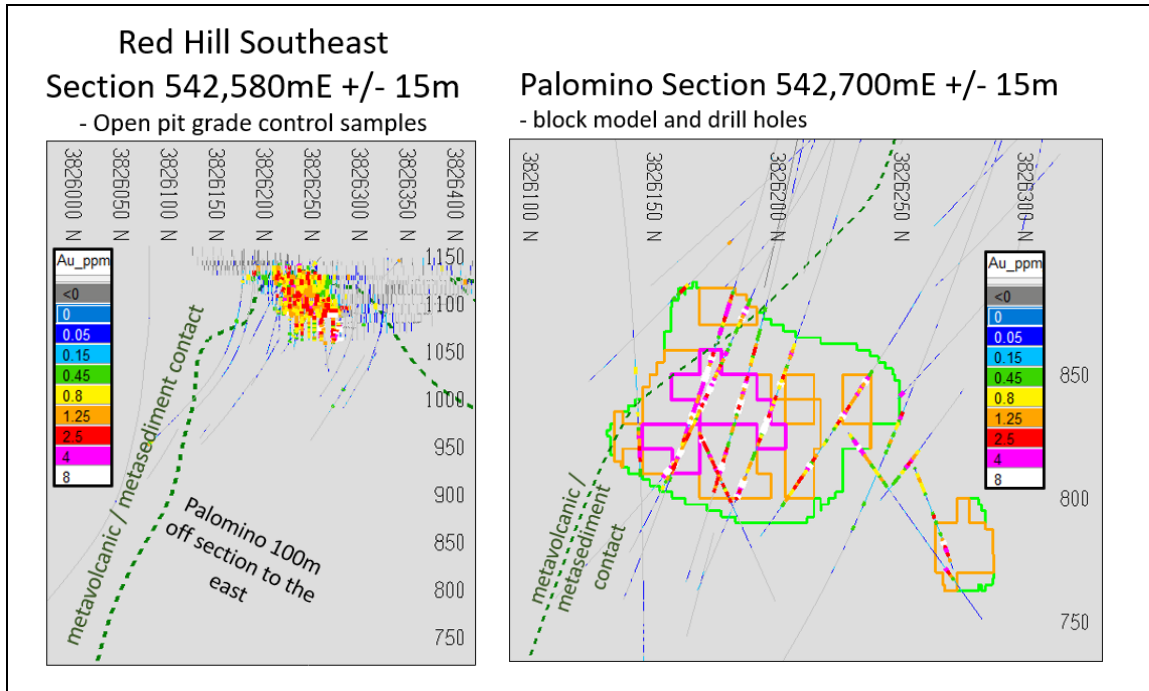 Red Hill Southeast
Section 542,580mE +/- 15m
- Open pit grade control samples
3826000 N
3826050 N
3826100 N
3826150 N
3826200 N
3826250 N
3826300 N
3826350 N
3826400 N
1150
1100
1050
1000
950
900
850
800
750
Au_ppm
<0
0
0.05
0.15
0.45
0.8
1.25
2.5
4
8
metavolcanic / metasediment contact
Palomino 100m
off section to the
east
Palomino Section 542,700mE +/- 15m
- block model and drill holes
3826100 N
3826150 N
3826200 N
3826250 N
3826300 N
850
800
750
Au_ppm
<0
0
0.05
0.15
0.45
0.8
1.25
2.5
4
8
metavolcanic /
metasediment
contact